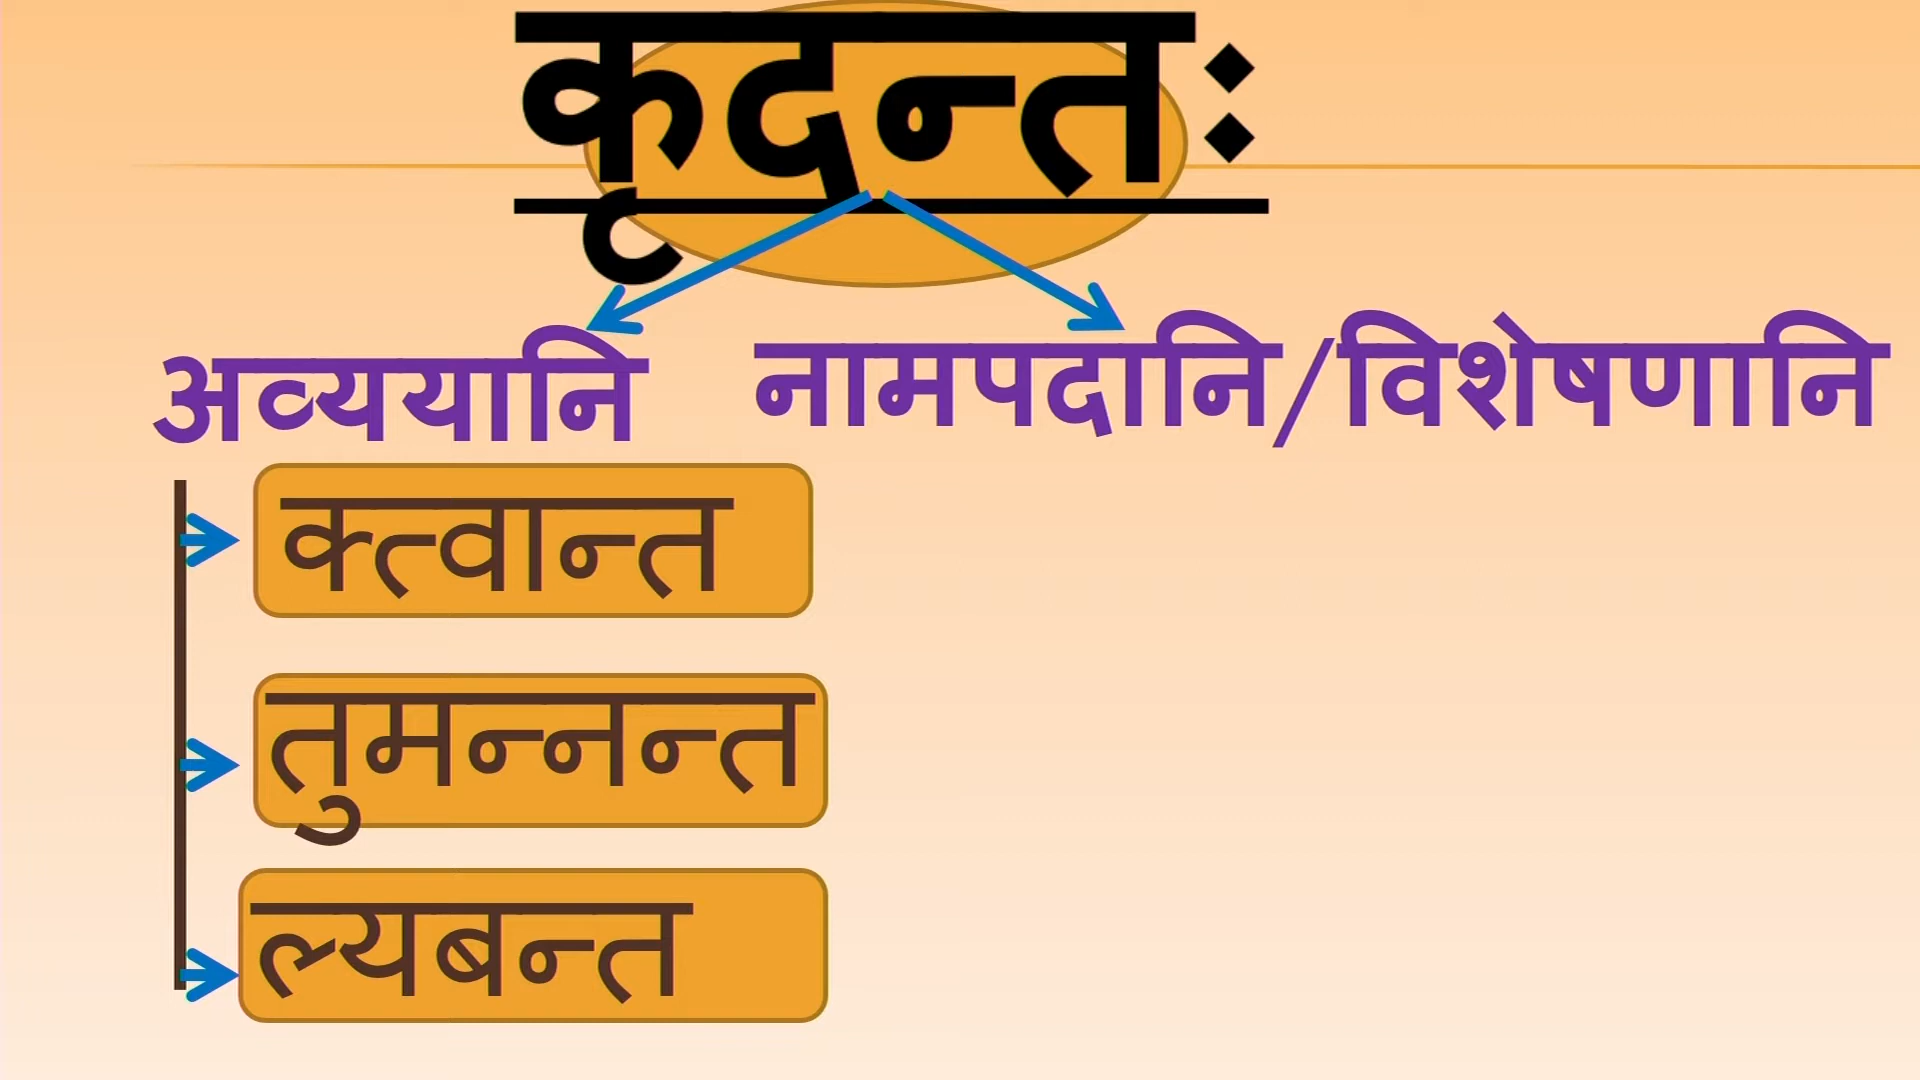 कृदन्तः
अव्ययानि
नामपदानि/विशेषणानि
क्त्वान्त
तुमन्नन्त
ल्यबन्त